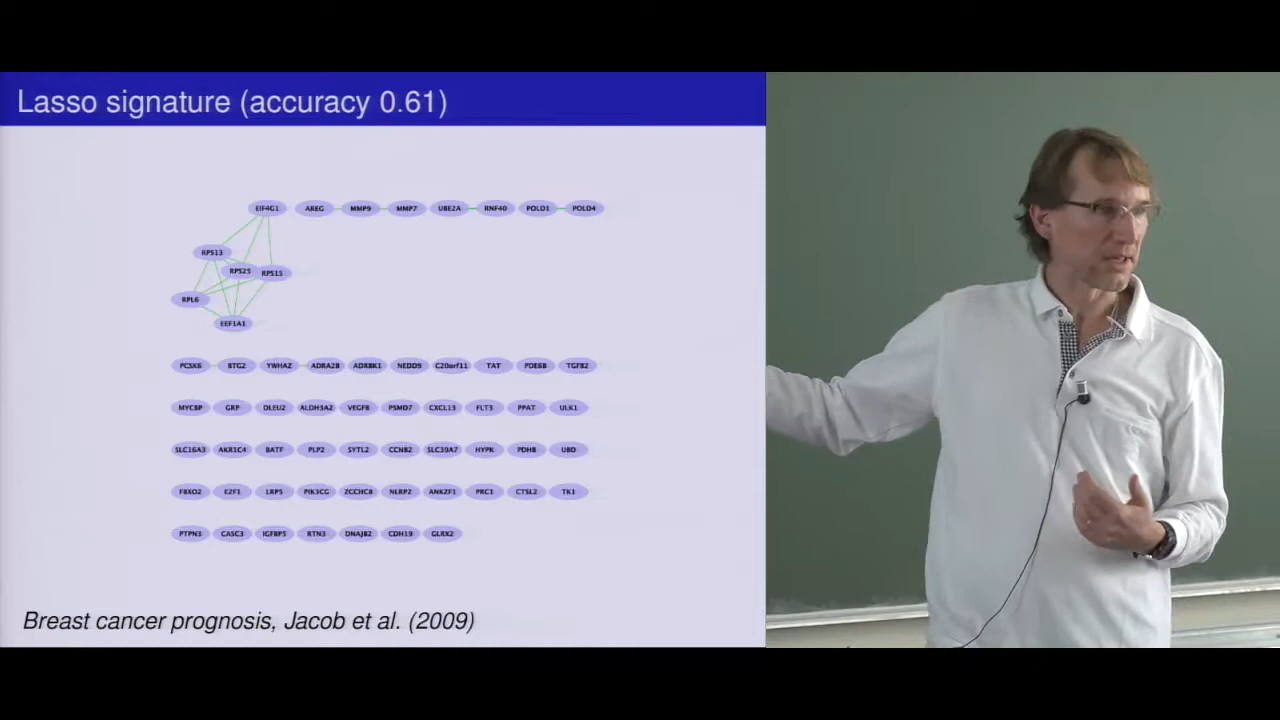 Lasso signature (accuracy 0.61)
EIF4G1 AREG MMP9 MMP7 UBE2A RNF40 POLD1 POLD4
RPS13
RPS25 RPS15
RPL6
EEF1A1
PCSK6 BTG2 YWHAZ ADRA2B ADRBK1 NEDD9 C20orf11 TAT PDE6B TGFB2
MYCBP GRP DLEU2 ALDH3A2 VEGFB PSMD7 CXCL13 FLT3 PPAT ULK1
SLC16A3 AKR1C4 BATF PLP2 SYTL2 CCNB2 SLC39A7 HYPK PDHB UBD
FBXO2 E2F1 LRP5 PIK3CG ZCCHC8 NLRP2 ANKZF1 PRC1 CTSL2 TK1
PTPN3 CASC3 IGFBP5 RTN3 DNAJB2 CDH19 GLRX2
Breast cancer prognosis, Jacob et al. (2009)